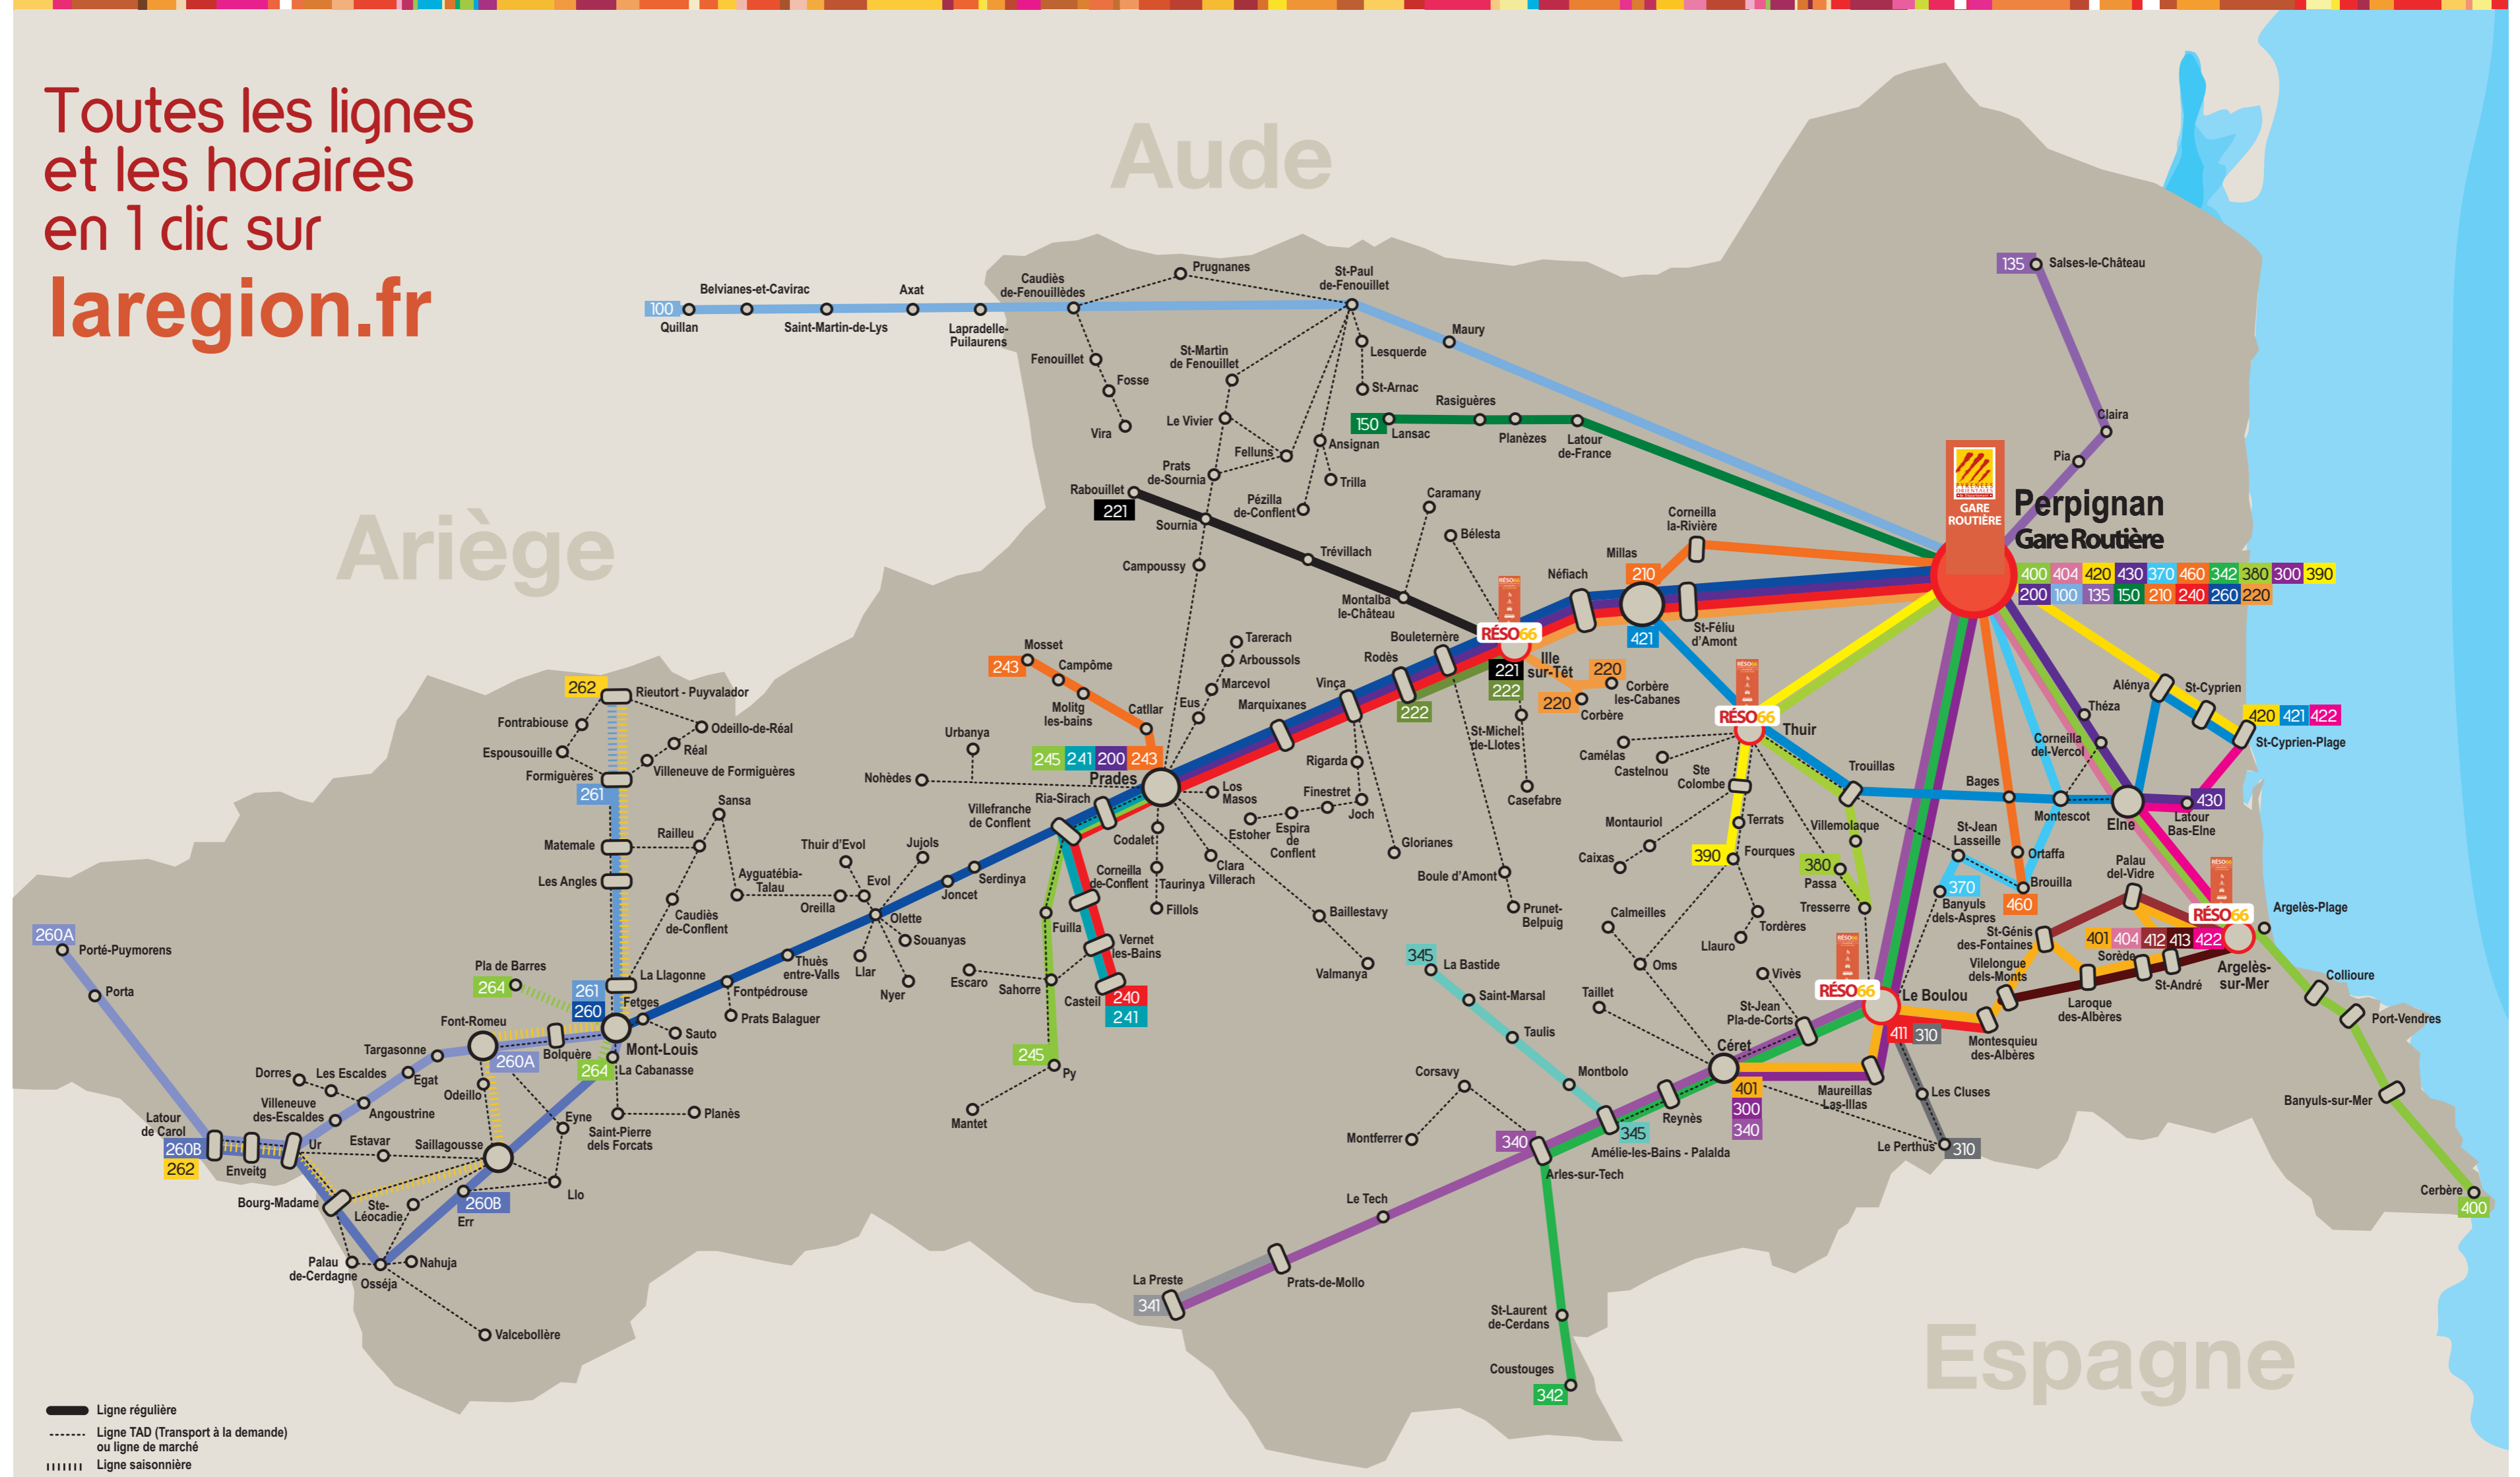 Toutes les lignes
et les horaires
en 1 clic sur
laregion.fr
Aude
Ariège
Espagne
100
Quillan
Belvianes-et-Cavirac
Saint-Martin-de-Lys
Axat
Lapradelle-
Puilaurens
Caudiès
de-Fenouillèdes
Prugnanes
St-Paul
de-Fenouillet
Maury
Lesquerde
St-Arnac
Fenouillet
Fosse
Vira
St-Martin
de Fenouillet
Le Vivier
Felluns
Prats
de-Sournia
Ansignan
Trilla
Pézilla
de-Conflent
150
Lansac
Rasiguères
Planèzes
Latour
de-France
135
Salses-le-Château
Claira
Pia
GARE
ROUTIÈRE
Perpignan
Gare Routière
400 404 420 430 370 460 342 380 300 390
200 100 135 150 210 240 260 220
Rabouillet
221
Sournia
Trévillach
Campoussy
Montalba
le-Château
Caramany
Bélesta
Corneilla
la-Rivière
Millas
210
421
Néfiach
St-Féliu
d'Amont
RÉSO66
Ille
sur-Têt
221
222
220
Corbère
les-Cabanes
220
Corbère
Bouleternère
Rodès
222
Vinça
Marquixanes
St-Michel
de-Llotes
Casefabre
Tarerach
Arboussols
Marcevol
Eus
243
Mosset
Campôme
Molitg
les-bains
Catllar
245 241 200 243
Prades
Urbanya
Nohèdes
Ria-Sirach
Villefranche
de Conflent
Los
Masos
Codalet
Clara
Villerach
Taurinya
Fillols
Rigarda
Finestret
Joch
Estoher
Espira
de
Conflent
Glorianes
Boule d'Amont
Prunet-
Belpuig
Baillestavy
Valmanya
Corneilla
de-Conflent
Vernet
les-Bains
Casteil
240
241
Fuilla
Sahorre
Escaro
245
Py
Mantet
262
Rieutort - Puyvalador
Fontrabiouse
Espousouille
Odeillo-de-Réal
Réal
Villeneuve de Formiguères
Formiguères
261
Matemale
Railleu
Sansa
Les Angles
Caudiès
de-Conflent
Ayguatébia-
Talau
Thuir d'Evol
Evol
Oreilla
Jujols
Olette
Joncet
Serdinya
Souanyas
Llar
Nyer
Thuès
entre-Valls
Fontpédrouse
Prats Balaguer
La Llagonne
261
260
Fetges
Sauto
Mont-Louis
Pla de Barres
264
Font-Romeu
260A
Bolquère
264
La Cabanasse
Planès
Saint-Pierre
dels Forcats
Eyne
Llo
Targasonne
Egat
Odeillo
Dorres
Les Escaldes
Angoustrine
Villeneuve
des-Escaldes
Ur
Estavar
Saillagousse
260B
Err
Ste-
Léocadie
Bourg-Madame
Palau
de-Cerdagne
Osséja
Nahuja
Valcebollère
260A
Porté-Puymorens
Porta
Latour
de Carol
260B
262
Enveitg
RÉSO66
Thuir
Camélas
Castelnou
Ste
Colombe
Terrats
Montauriol
Caixas
390
Fourques
Tordères
Llauro
Calmeilles
Oms
Taillet
Vivès
St-Jean
Pla-de-Corts
Trouillas
Villemolaque
380
Passa
Tresserre
RÉSO66
Le Boulou
411 310
Céret
401
300
340
Maureillas
Las-Illas
Les Cluses
Le Perthus
310
Reynès
345
Amélie-les-Bains - Palalda
345
La Bastide
Saint-Marsal
Taulis
Montbolo
Corsavy
Montferrer
340
Arles-sur-Tech
Le Tech
Prats-de-Mollo
La Preste
341
St-Laurent
de-Cerdans
Coustouges
342
Alénya
St-Cyprien
420 421 422
St-Cyprien-Plage
Théza
Corneilla
del-Vercol
Bages
Montescot
Elne
430
Latour
Bas-Elne
St-Jean
Lasseille
Ortaffa
Brouilla
460
370
Banyuls
dels-Aspres
Palau
del-Vidre
RÉSO66
401 404 412 413 422
Argelès-Plage
Argelès-
sur-Mer
St-Génis
des-Fontaines
Sorède
St-André
Laroque
des-Albères
Vilelongue
dels-Monts
Montesquieu
des-Albères
Collioure
Port-Vendres
Banyuls-sur-Mer
Cerbère
400
Ligne régulière
Ligne TAD (Transport à la demande)
ou ligne de marché
Ligne saisonnière